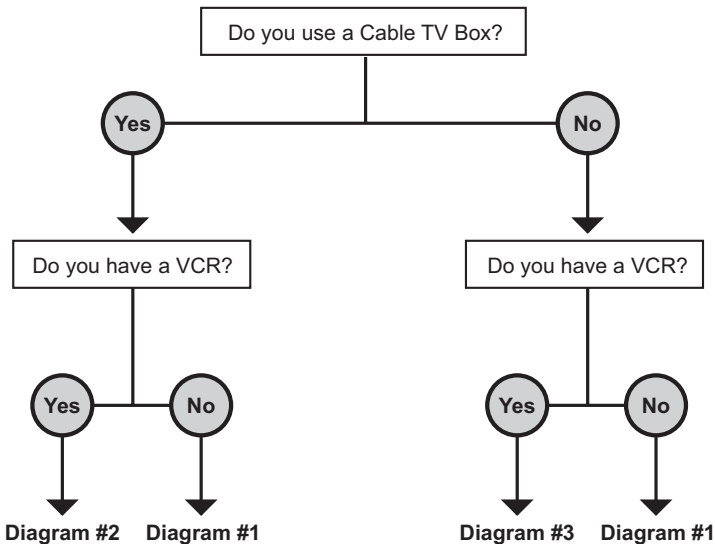 Do you use a Cable TV Box?
Yes
No
Do you have a VCR?
Do you have a VCR?
Yes
No
Yes
No
Diagram #2
Diagram #1
Diagram #3
Diagram #1